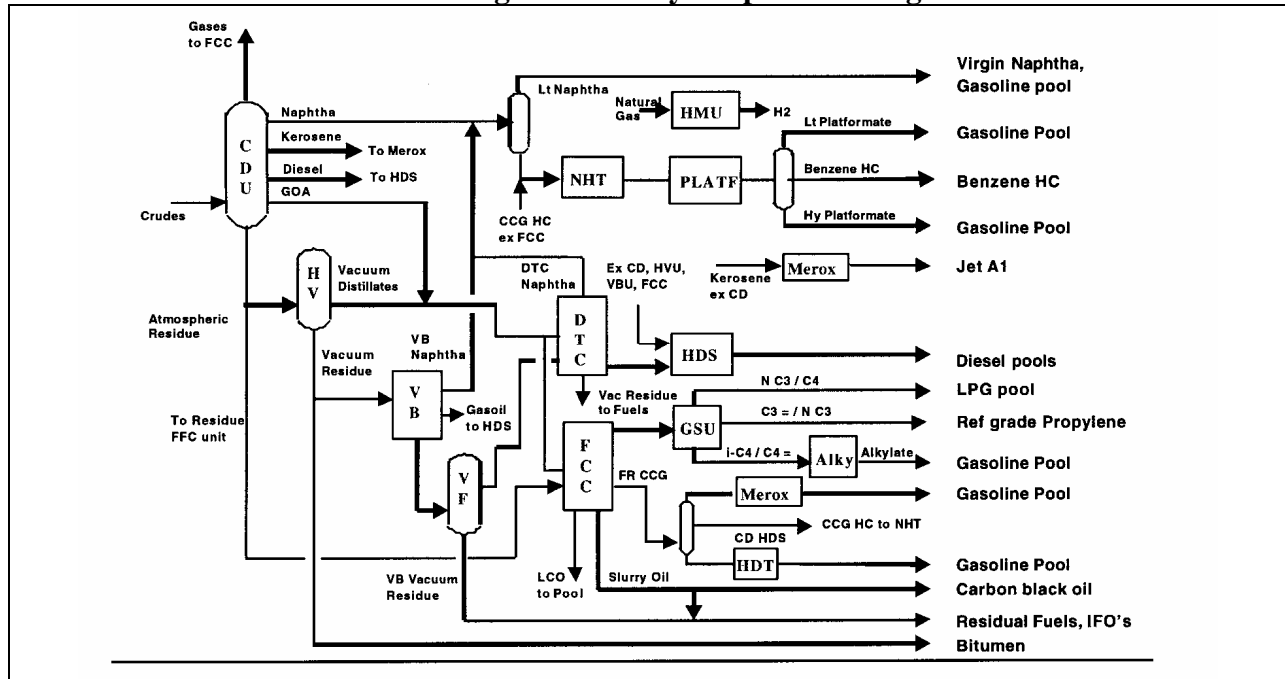 Gases
to FCC
Naphtha
Kerosene
To Merox
Diesel
To HDS
GOA
C
D
U
Crudes
Lt Naphtha
Virgin Naphtha,
Gasoline pool
Natural
Gas
HMU
H2
Lt Platformate
Gasoline Pool
NHT
PLATF
Benzene HC
Benzene HC
CCG HC
ex FCC
Hy Platformate
Gasoline Pool
H
V
Vacuum
Distillates
DTC
Naphtha
Ex CD, HVU,
VBU, FCC
Kerosene
ex CD
Merox
Jet A1
Atmospheric
Residue
D
T
C
HDS
Diesel pools
Vacuum
Residue
VB
Naphtha
V
B
Gasoil
to HDS
Vac Residue
to Fuels
N C3 / C4
LPG pool
GSU
C3 = / N C3
Ref grade Propylene
To Residue
FFC unit
F
C
C
i-C4 / C4 =
Alky
Alkylate
Gasoline Pool
V
F
FR CCG
Merox
Gasoline Pool
CCG HC to NHT
CD HDS
HDT
Gasoline Pool
VB Vacuum
Residue
LCO
to Pool
Slurry Oil
Carbon black oil
Residual Fuels, IFO's
Bitumen